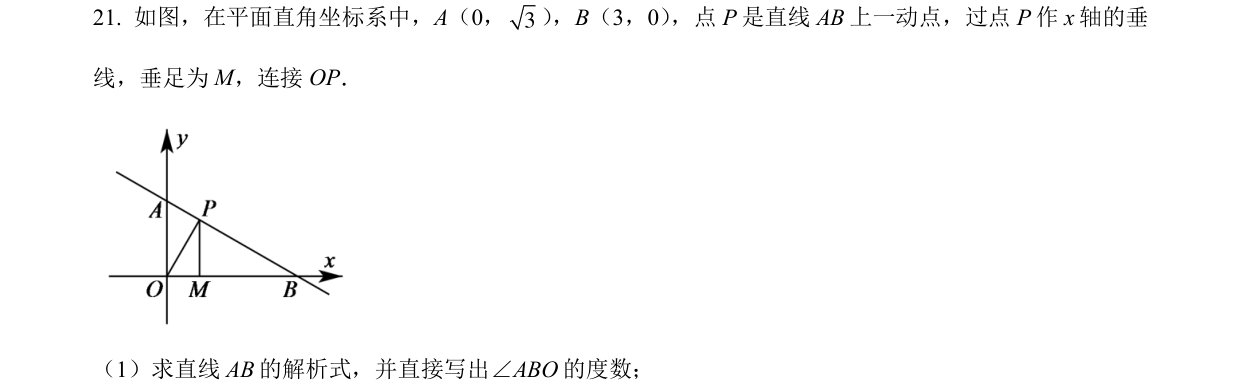 21. 如图，在平面直角坐标系中，A（0，√3），B（3，0），点 P 是直线 AB 上一动点，过点 P 作 x 轴的垂
线，垂足为 M，连接 OP．
y
A
P
x
O
M
B
（1）求直线 AB 的解析式，并直接写出∠ABO 的度数；